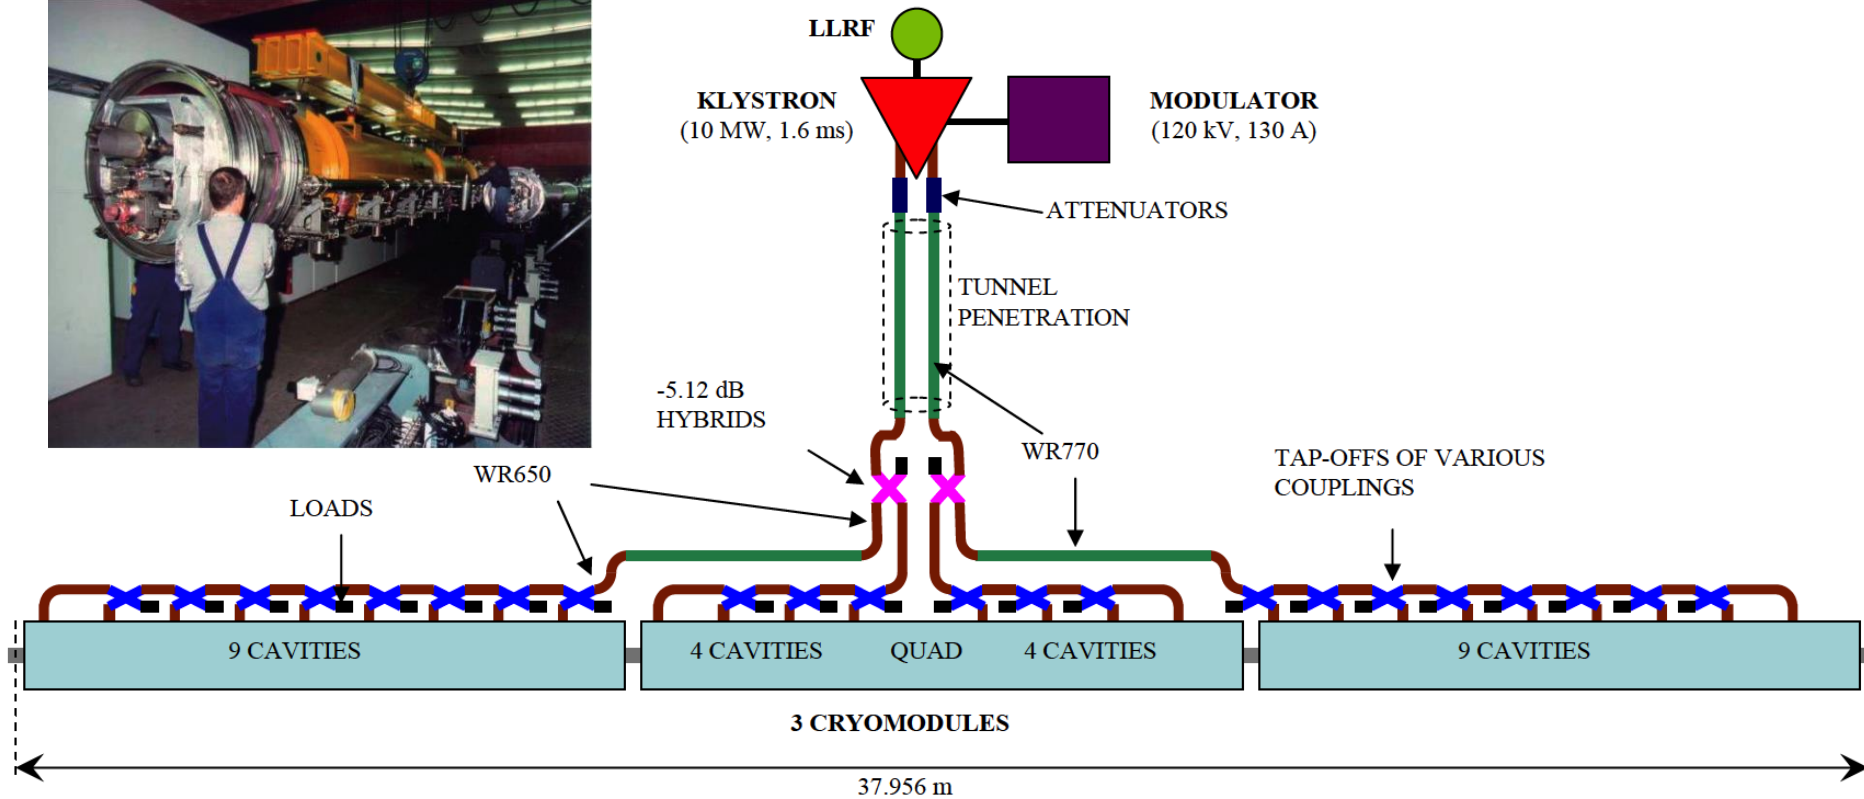 LLRF
KLYSTRON
(10 MW, 1.6 ms)
MODULATOR
(120 kV, 130 A)
ATTENUATORS
TUNNEL
PENETRATION
-5.12 dB
HYBRIDS
WR770
WR650
TAP-OFFS OF VARIOUS
COUPLINGS
LOADS
9 CAVITIES
4 CAVITIES
QUAD
4 CAVITIES
9 CAVITIES
3 CRYOMODULES
37.956 m